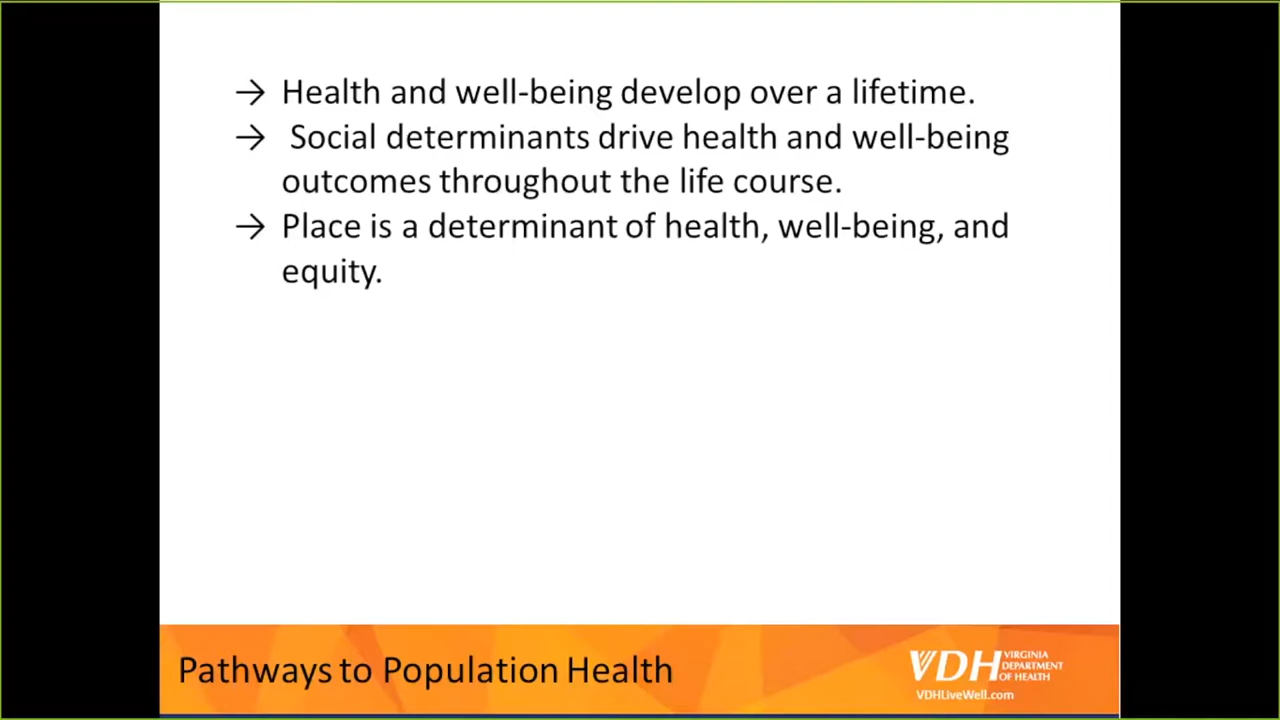 → Health and well-being develop over a lifetime.
→ Social determinants drive health and well-being
outcomes throughout the life course.
→ Place is a determinant of health, well-being, and
equity.
Pathways to Population Health
VDH VIRGINIA
DEPARTMENT
OF HEALTH
VDHLiveWell.com